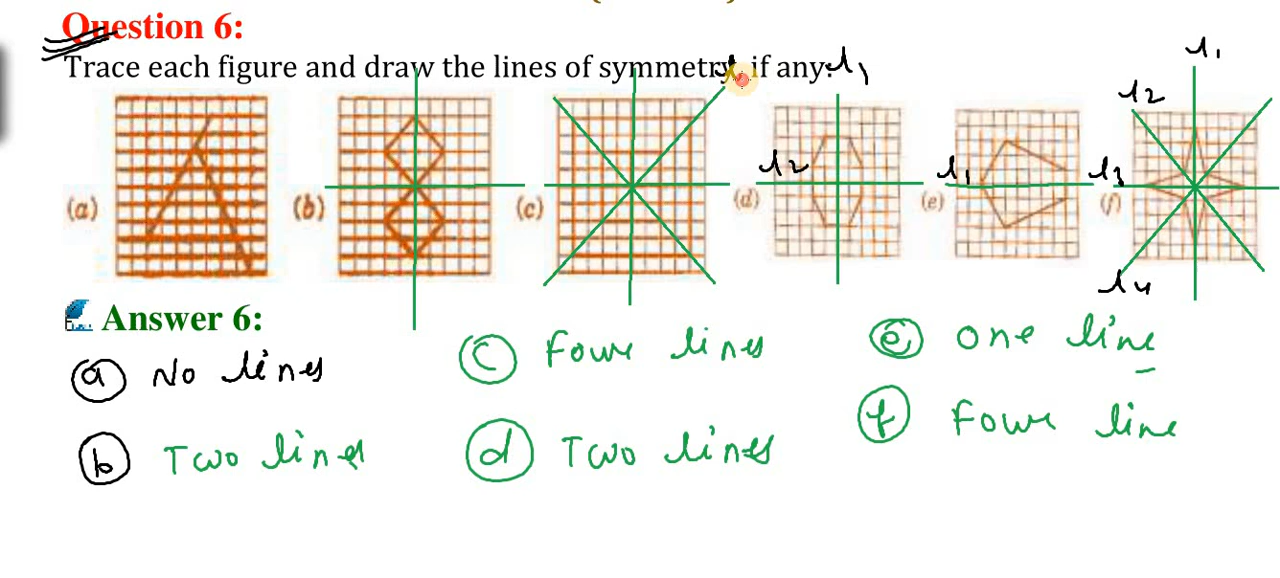 Question 6:
Trace each figure and draw the lines of symmetry, if any:
l1
l1
l2
l2
l1
l3
(a)
(b)
(c)
(d)
(e)
(f)
l4
Answer 6:
(a) No lines
(b) Two lines
(c) Four lines
(d) Two lines
(e) one line
(f) Four line